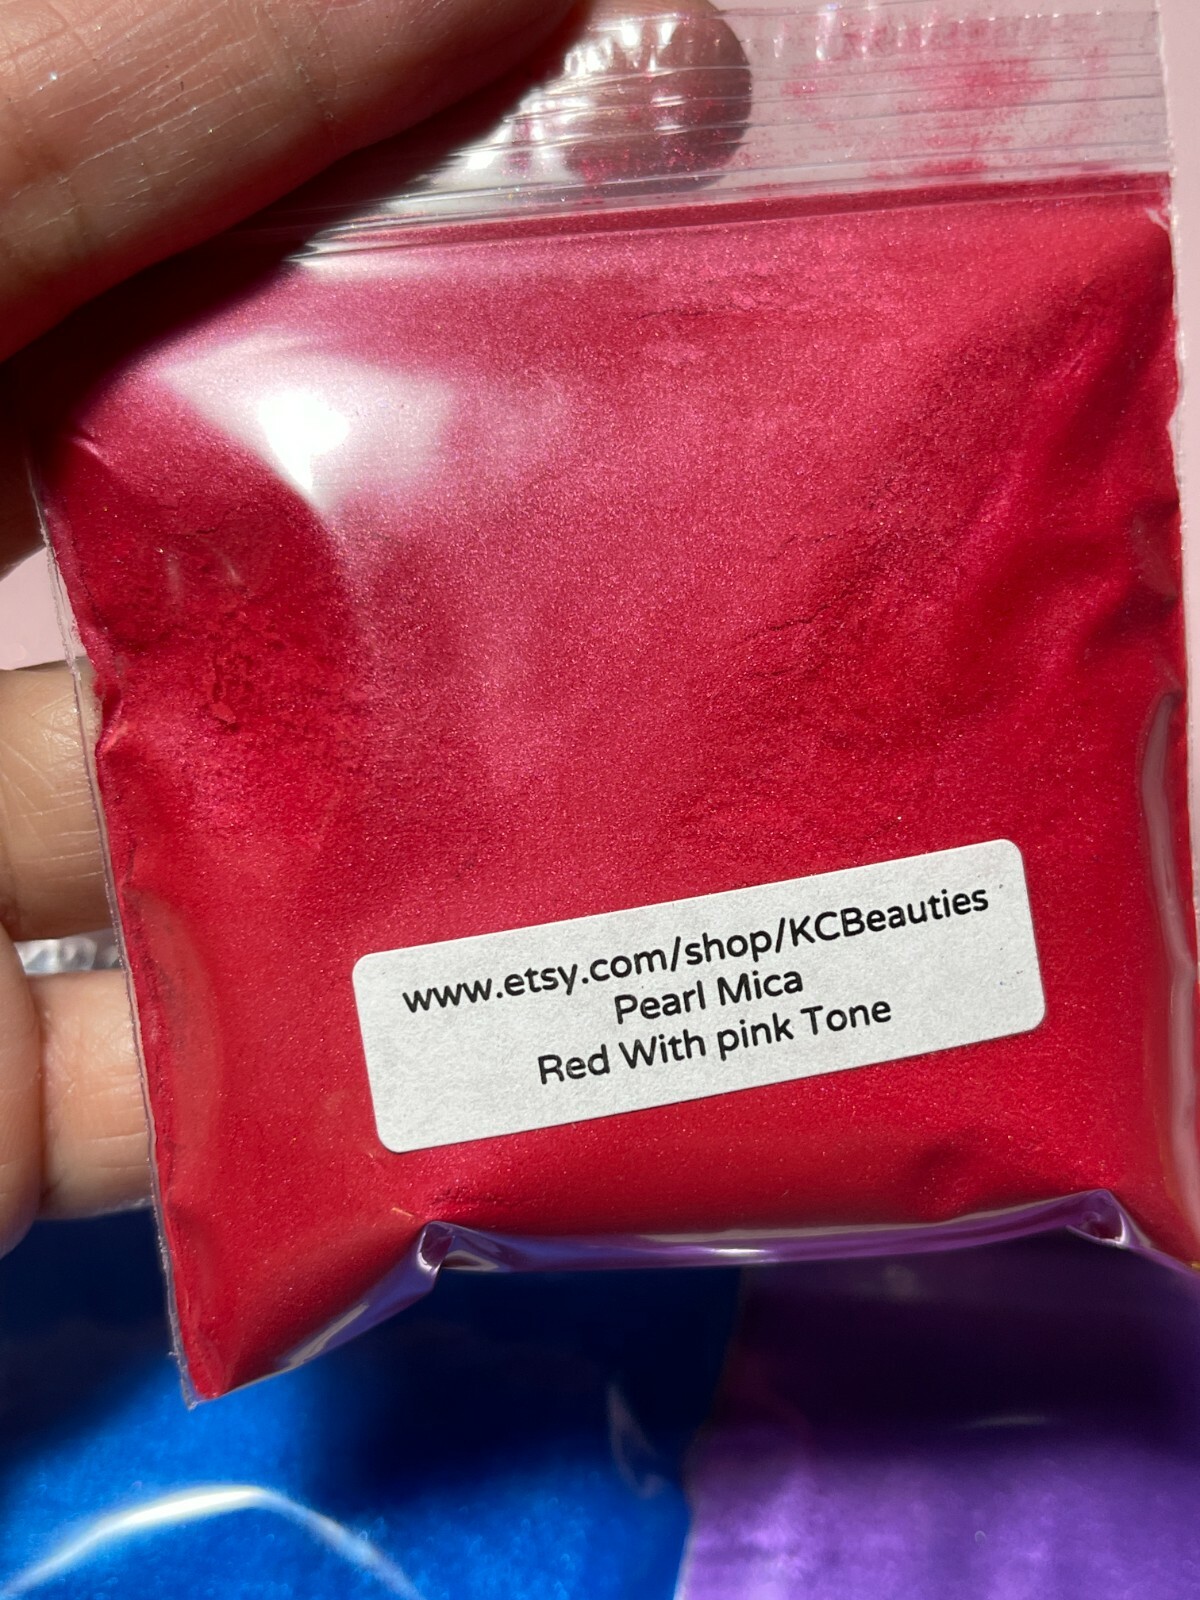 www.etsy.com/shop/KCBeauties
Pearl Mica
Red With pink Tone